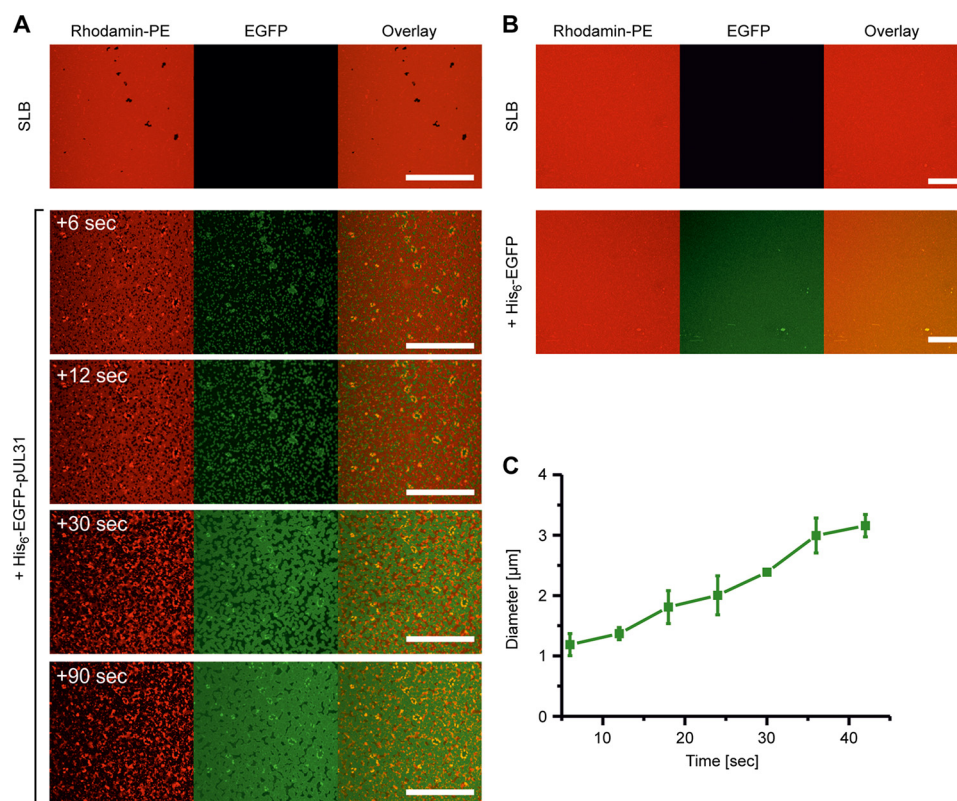 A
Rhodamin-PE EGFP Overlay
SLB
+ His6-EGFP-pUL31
+6 sec
+12 sec
+30 sec
+90 sec
B
Rhodamin-PE EGFP Overlay
SLB
+ His6-EGFP
C
Diameter [µm]
4
3
2
1
0
10 20 30 40
Time [sec]